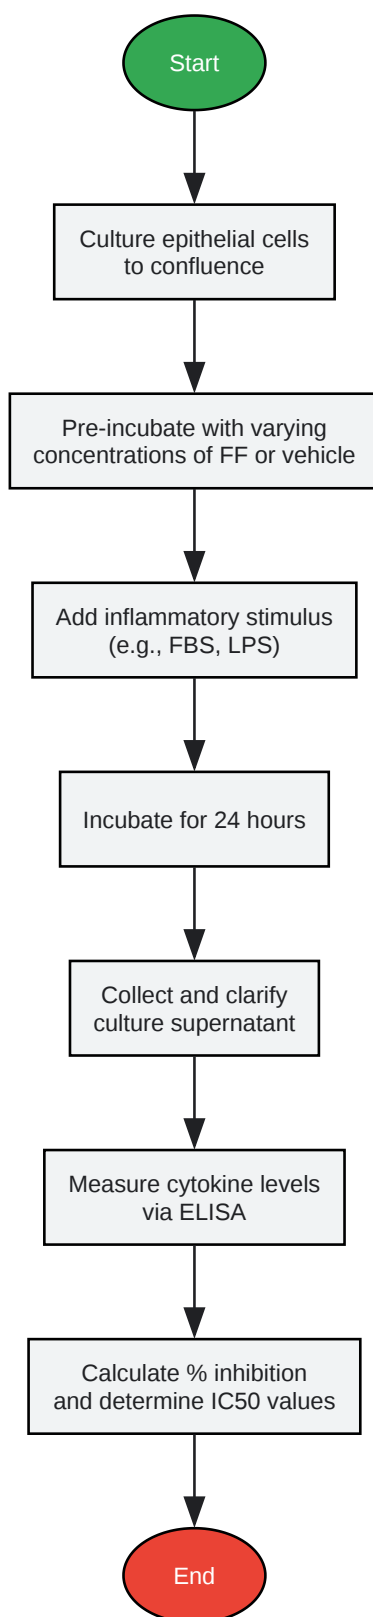 Start
Culture epithelial cells
to confluence
Pre-incubate with varying
concentrations of FF or vehicle
Add inflammatory stimulus
(e.g., FBS, LPS)
Incubate for 24 hours
Collect and clarify
culture supernatant
Measure cytokine levels
via ELISA
Calculate % inhibition
and determine IC50 values
End